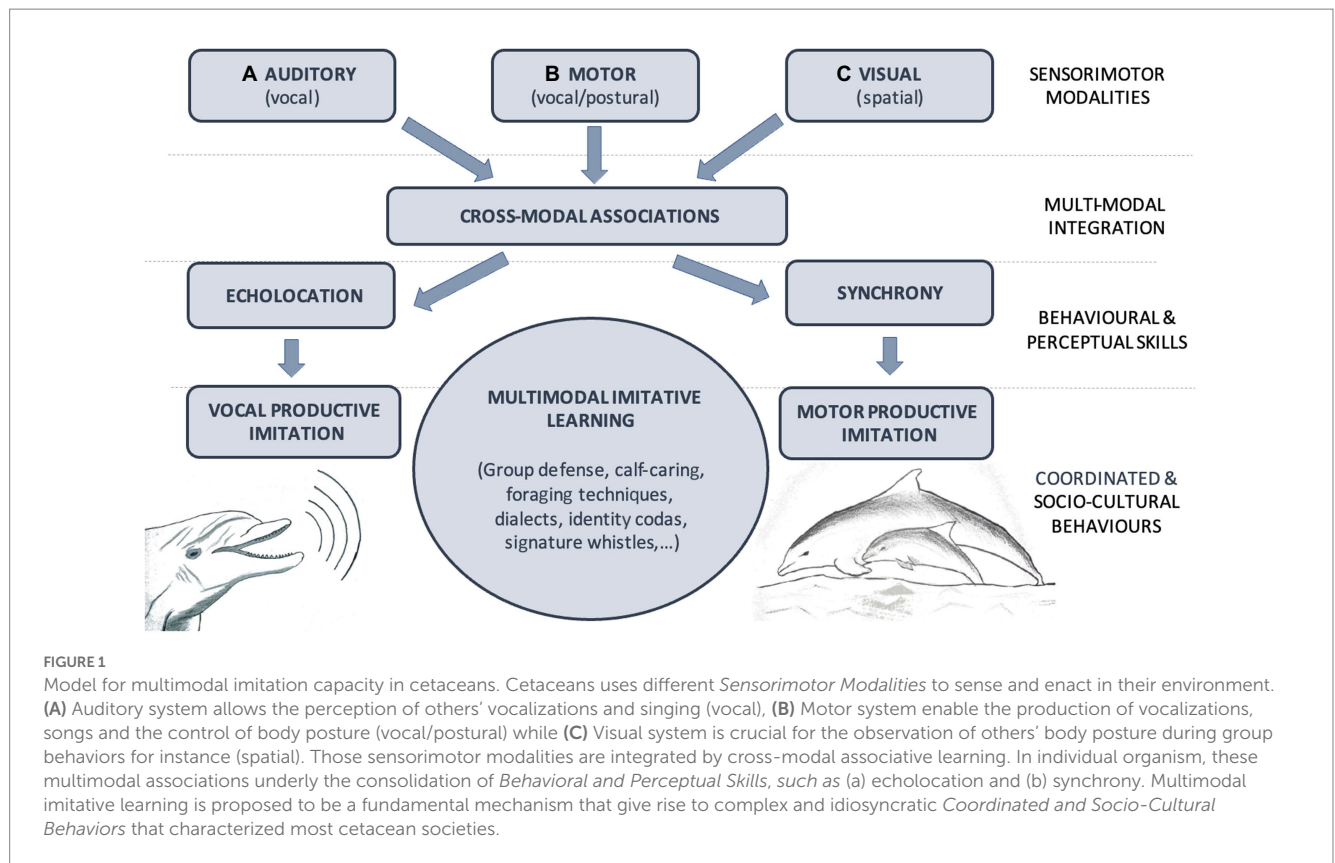 A AUDITORY
(vocal)
B MOTOR
(vocal/postural)
C VISUAL
(spatial)
SENSORIMOTOR
MODALITIES
CROSS-MODAL ASSOCIATIONS
MULTI-MODAL
INTEGRATION
ECHOLOCATION
SYNCHRONY
BEHAVIOURAL &
PERCEPTUAL SKILLS
VOCAL PRODUCTIVE
IMITATION
MULTIMODAL IMITATIVE
LEARNING
(Group defense, calf-caring,
foraging techniques,
dialects, identity codas,
signature whistles,...)
MOTOR PRODUCTIVE
IMITATION
COORDINATED &
SOCIO-CULTURAL
BEHAVIOURS
FIGURE 1
Model for multimodal imitation capacity in cetaceans. Cetaceans uses different Sensorimotor Modalities to sense and enact in their environment.
(A) Auditory system allows the perception of others' vocalizations and singing (vocal), (B) Motor system enable the production of vocalizations,
songs and the control of body posture (vocal/postural) while (C) Visual system is crucial for the observation of others' body posture during group
behaviors for instance (spatial). Those sensorimotor modalities are integrated by cross-modal associative learning. In individual organism, these
multimodal associations underly the consolidation of Behavioral and Perceptual Skills, such as (a) echolocation and (b) synchrony. Multimodal
imitative learning is proposed to be a fundamental mechanism that give rise to complex and idiosyncratic Coordinated and Socio-Cultural
Behaviors that characterized most cetacean societies.